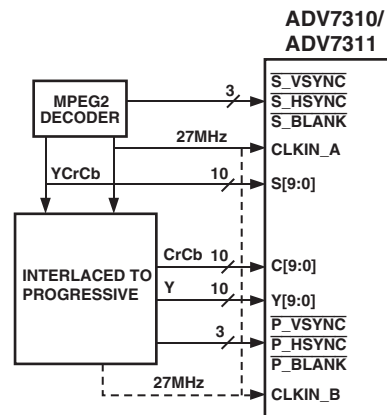 ADV7310/
ADV7311
MPEG2
DECODER
3
S_VSYNC
S_HSYNC
S_BLANK
27MHz
CLKIN_A
YCrCb
10
S[9:0]
INTERLACED TO
PROGRESSIVE
CrCb
10
C[9:0]
Y
10
Y[9:0]
3
P_VSYNC
P_HSYNC
P_BLANK
27MHz
CLKIN_B